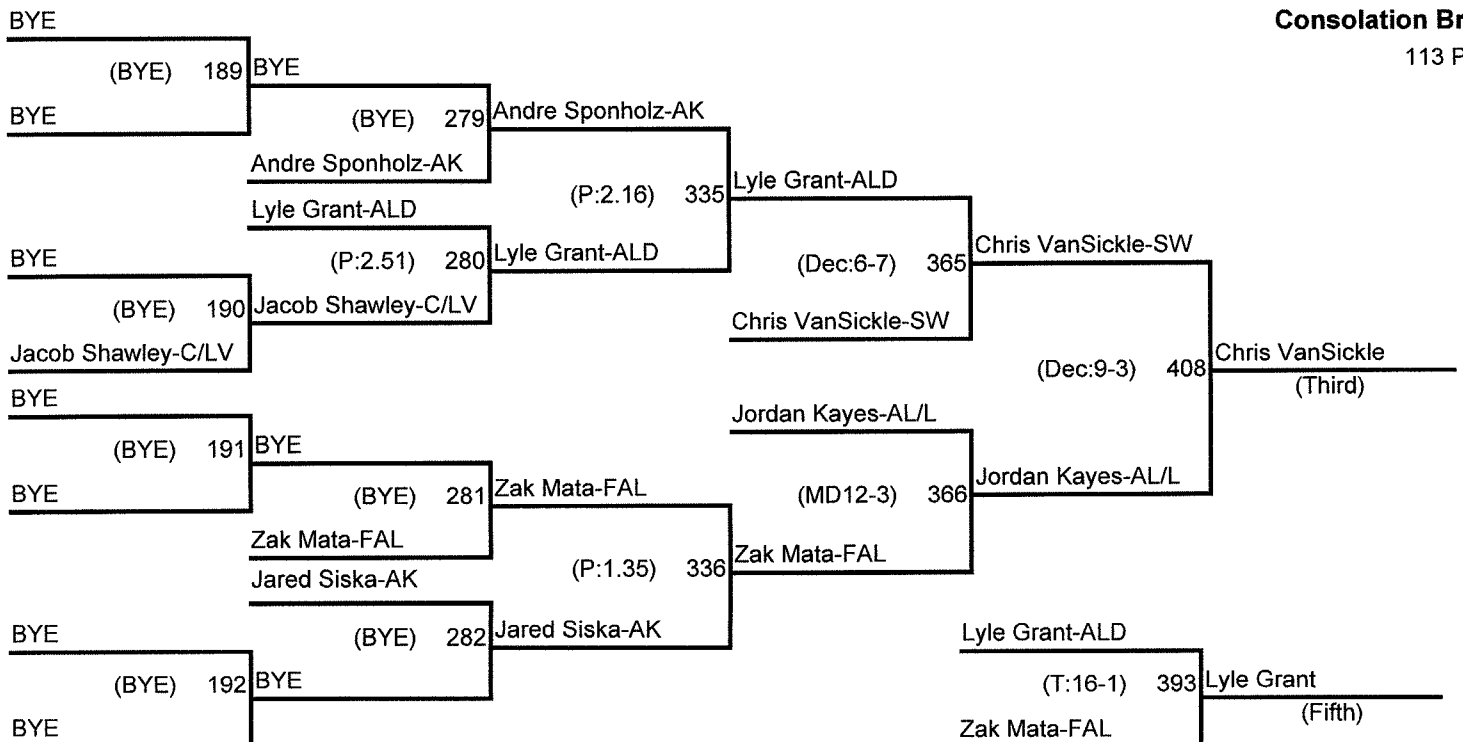 BYE
Consolation Br
113 P
(BYE) 189 BYE
BYE
(BYE) 279 Andre Sponholz-AK
Andre Sponholz-AK
(P:2.16) 335 Lyle Grant-ALD
Lyle Grant-ALD
BYE
(P:2.51) 280 Lyle Grant-ALD
(Dec:6-7) 365 Chris VanSickle-SW
(BYE) 190 Jacob Shawley-C/LV
Chris VanSickle-SW
Jacob Shawley-C/LV
(Dec:9-3) 408 Chris VanSickle
(Third)
BYE
Jordan Kayes-AL/L
(BYE) 191 BYE
BYE
(BYE) 281 Zak Mata-FAL
(MD12-3) 366 Jordan Kayes-AL/L
Zak Mata-FAL
(P:1.35) 336 Zak Mata-FAL
Jared Siska-AK
BYE
(BYE) 282 Jared Siska-AK
Lyle Grant-ALD
(BYE) 192 BYE
(T:16-1) 393 Lyle Grant
(Fifth)
BYE
Zak Mata-FAL